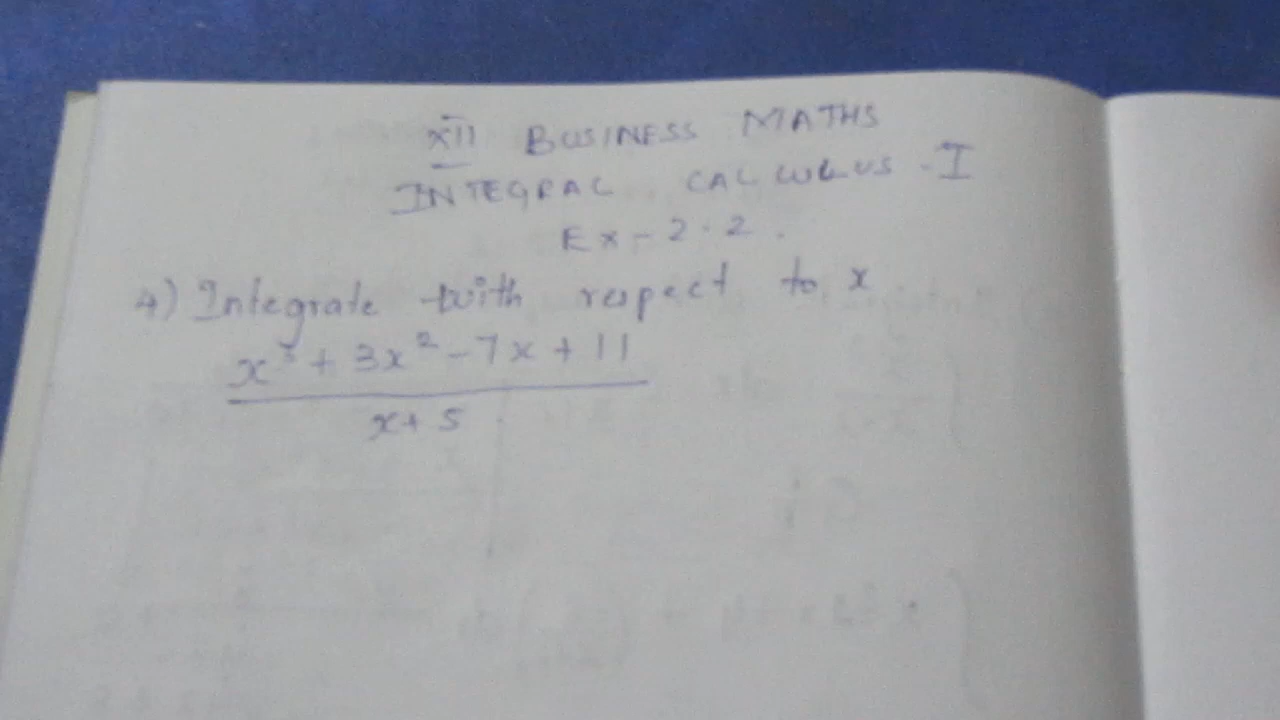 XII BUSINESS MATHS
INTEGRAL CALCULUS - I
Ex - 2.2.
4) Integrate with respect to x
x³ + 3x² - 7x + 11
x + 5